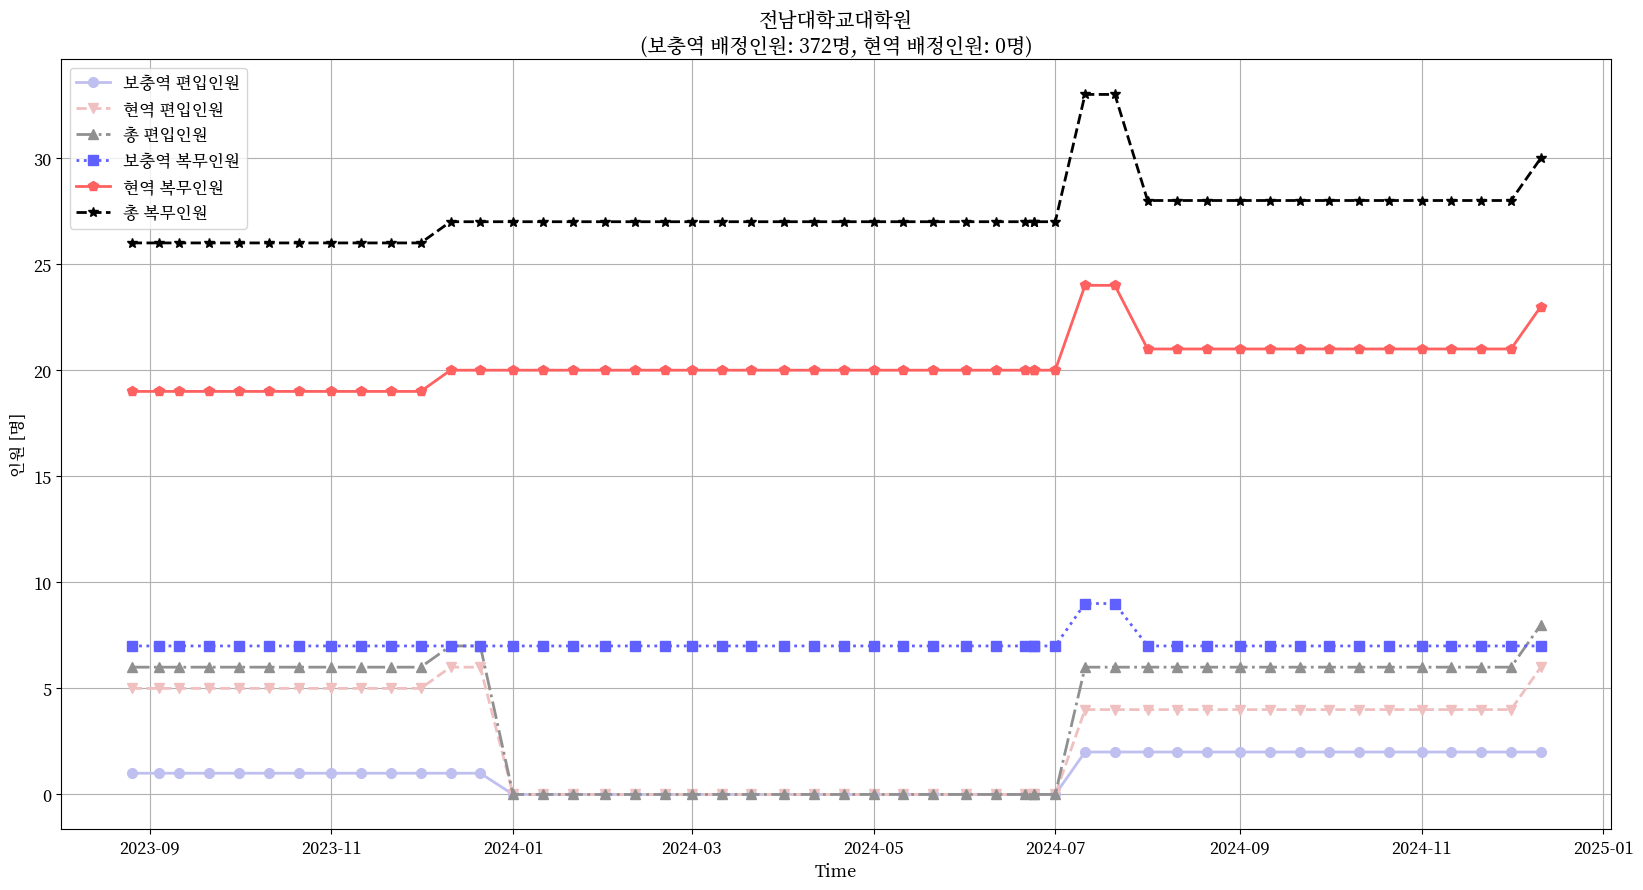 전남대학교대학원
(보충역 배정인원: 372명, 현역 배정인원: 0명)
보충역 편입인원
현역 편입인원
총 편입인원
보충역 복무인원
현역 복무인원
총 복무인원
30
25
20
15
10
5
0
인원 [명]
2023-09 2023-11 2024-01 2024-03 2024-05 2024-07 2024-09 2024-11 2025-01
Time